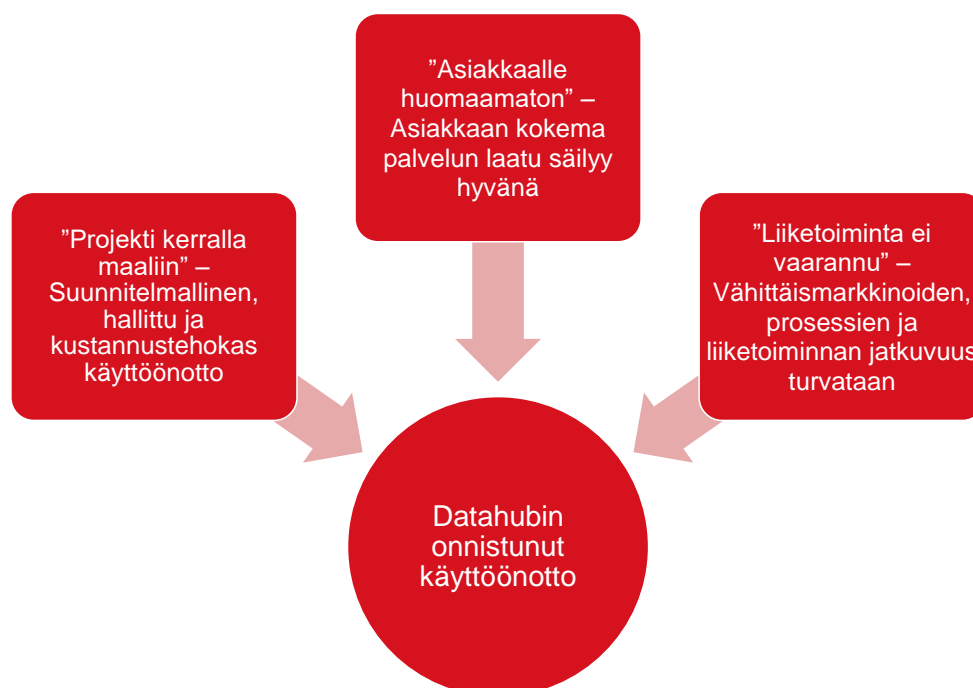 ”Asiakkaalle
huomaamaton” –
Asiakkaan kokema
palvelun laatu säilyy
hyvänä
”Projekti kerralla
maaliin” –
Suunnitelmallinen,
hallittu ja
kustannustehokas
käyttöönotto
”Liiketoiminta ei
vaarannu” –
Vähittäismarkkinoiden,
prosessien ja
liiketoiminnan jatkuvuus
turvataan
Datahubin
onnistunut
käyttöönotto